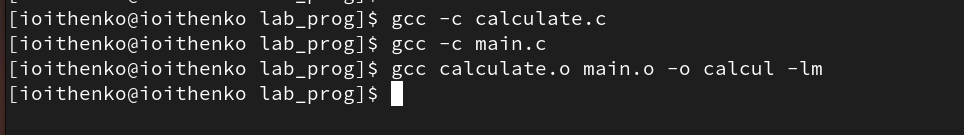 [ioithenko@ioithenko lab_prog]$ gcc -c calculate.c
[ioithenko@ioithenko lab_prog]$ gcc -c main.c
[ioithenko@ioithenko lab_prog]$ gcc calculate.o main.o -o calcul -lm
[ioithenko@ioithenko lab_prog]$